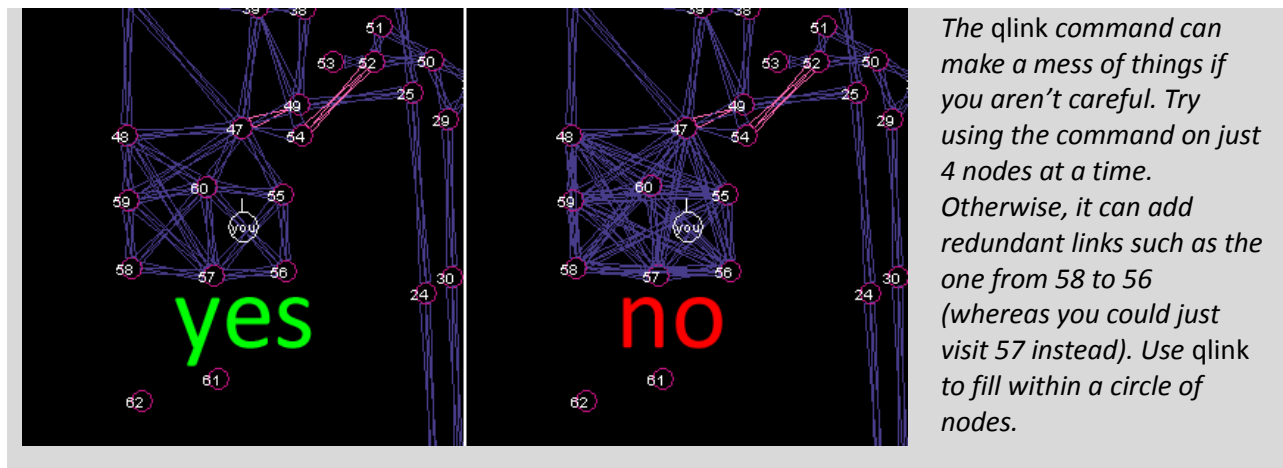 39
38
51
53
52
50
25
49
54
47
48
29
60
55
59
you
58
57
56
30
24
yes
61
62
39
38
51
53
52
50
25
49
54
47
48
29
60
55
59
you
58
57
56
30
24
no
61
62
The qlink command can
make a mess of things if
you aren’t careful. Try
using the command on just
4 nodes at a time.
Otherwise, it can add
redundant links such as the
one from 58 to 56
(whereas you could just
visit 57 instead). Use qlink
to fill within a circle of
nodes.